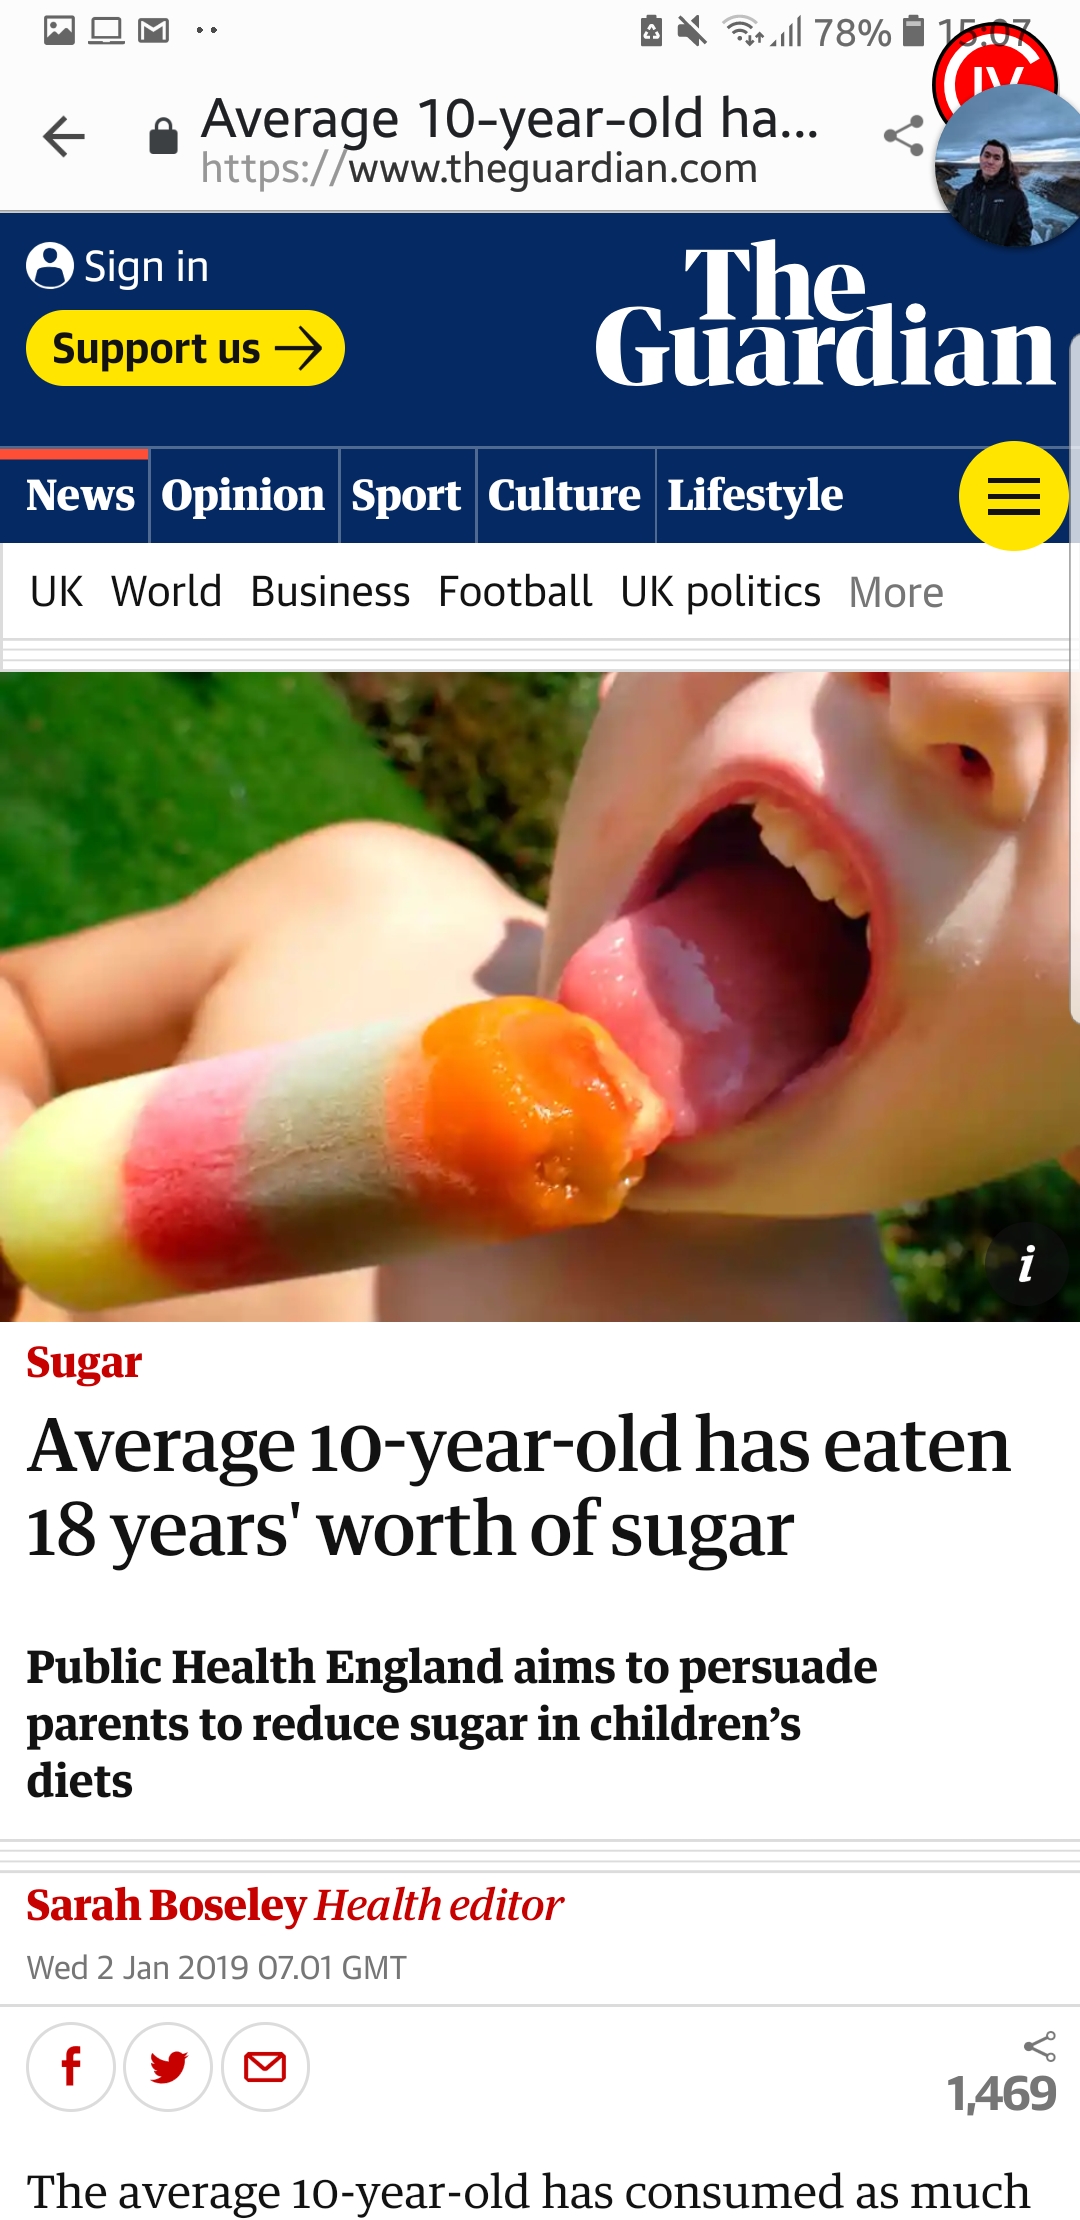 78% 15:07
Average 10-year-old ha...
https://www.theguardian.com
Sign in
Support us
The
Guardian
News Opinion Sport Culture Lifestyle
UK World Business Football UK politics More
i
Sugar
Average 10-year-old has eaten
18 years' worth of sugar
Public Health England aims to persuade
parents to reduce sugar in children’s
diets
Sarah Boseley Health editor
Wed 2 Jan 2019 07.01 GMT
f
1,469
The average 10-year-old has consumed as much